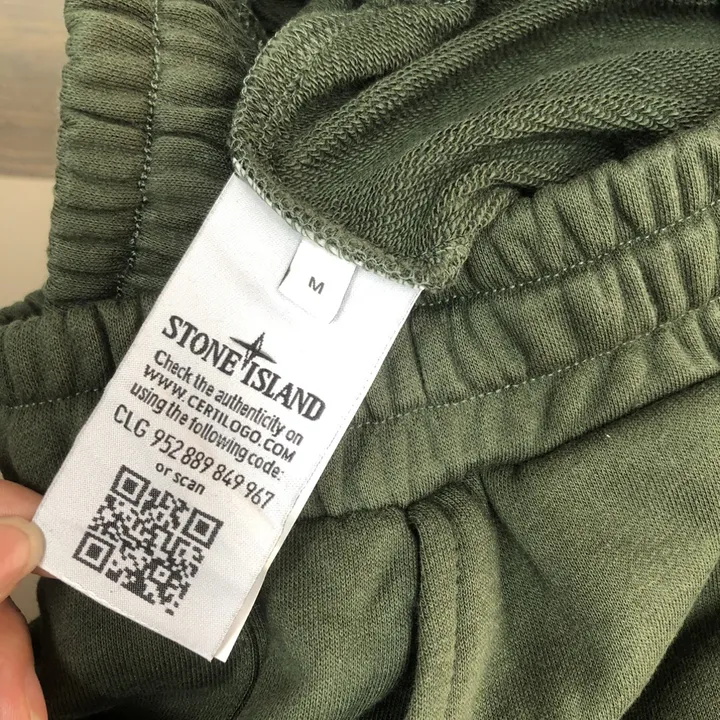 M
STONE ISLAND
Check the authenticity on
WWW.CERTILOGO.COM
using the following code:
CLG 952 889 849 967
or scan